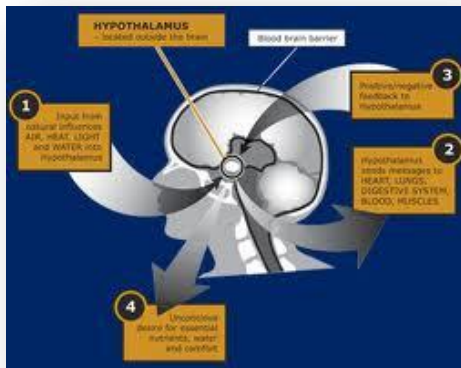 HYPOTHALAMUS
– located outside the brain
Blood brain barrier
1
Input from
natural influences
AIR, HEAT, LIGHT
and WATER into
hypothalamus
3
Positive/negative
feedback to
Hypothalamus
2
Hypothalamus
sends messages to
HEART, LUNGS,
DIGESTIVE SYSTEM,
BLOOD, MUSCLES
4
Unconscious
desire for essential
nutrients, water
and comfort